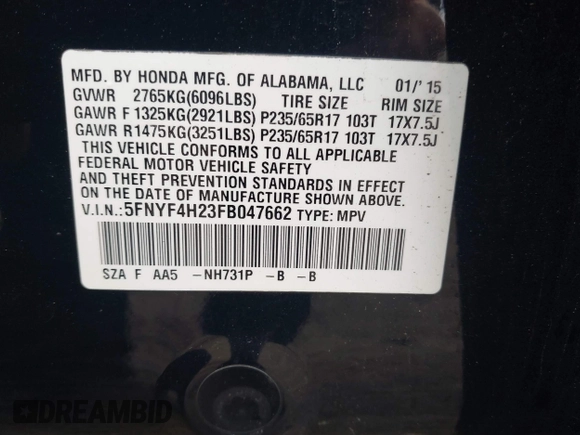 MFD. BY HONDA MFG. OF ALABAMA, LLC 01/'15
GVWR 2765KG(6096LBS) TIRE SIZE RIM SIZE
GAWR F 1325KG(2921LBS) P235/65R17 103T 17X7.5J
GAWR R1475KG(3251LBS) P235/65R17 103T 17X7.5J
THIS VEHICLE CONFORMS TO ALL APPLICABLE
FEDERAL MOTOR VEHICLE SAFETY
AND THEFT PREVENTION STANDARDS IN EFFECT
ON THE DATE OF MANUFACTURE SHOWN ABOVE.
V.I.N.:5FNYF4H23FB047662 TYPE: MPV
SZA F AA5 -NH731P -B -B
DREAMBID